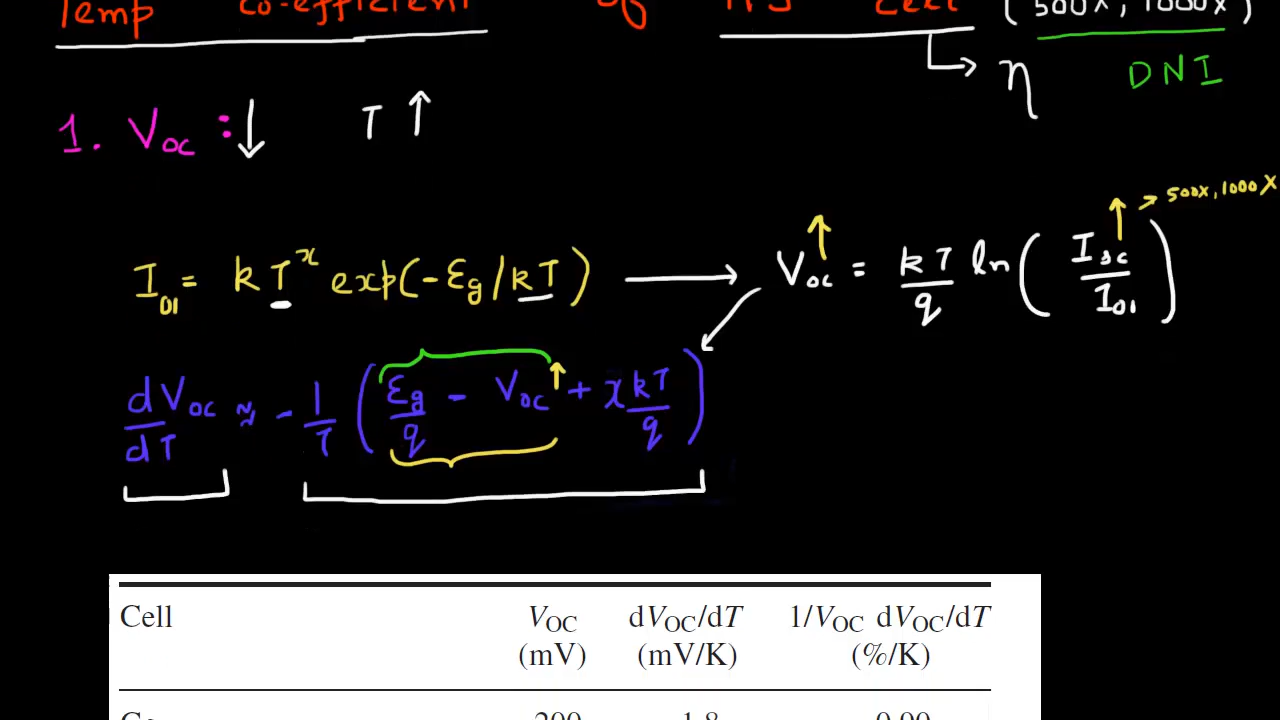 Temp Co-efficient of Cell (500X, 1000X)
η DNI
1. VOC : ↓ T ↑
→ 500X, 1000X
I01 = kT^x exp(-Eg/kT) → VOC = kT/q ln(Isc/I01)
dVOC/dT ≈ -1/T (Eg/q - VOC + xkT/q)
Cell VOC dVOC/dT 1/VOC dVOC/dT
(mV) (mV/K) (%/K)